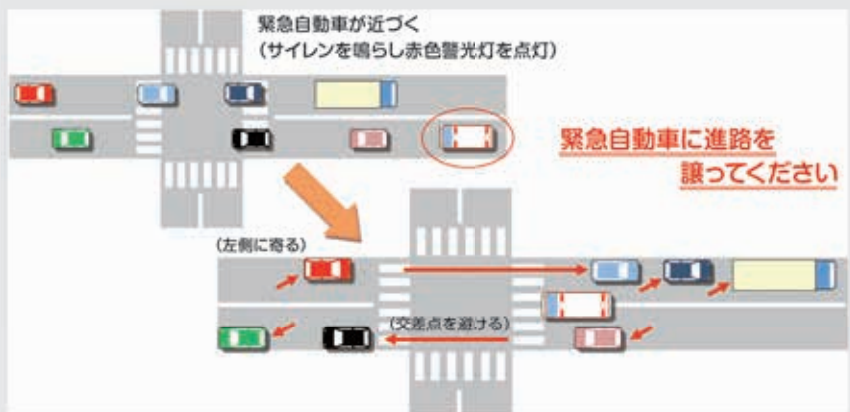 緊急自動車が近づく
(サイレンを鳴らし赤色警光灯を点灯)
緊急自動車に進路を
譲ってください
(左側に寄る)
(交差点を避ける)